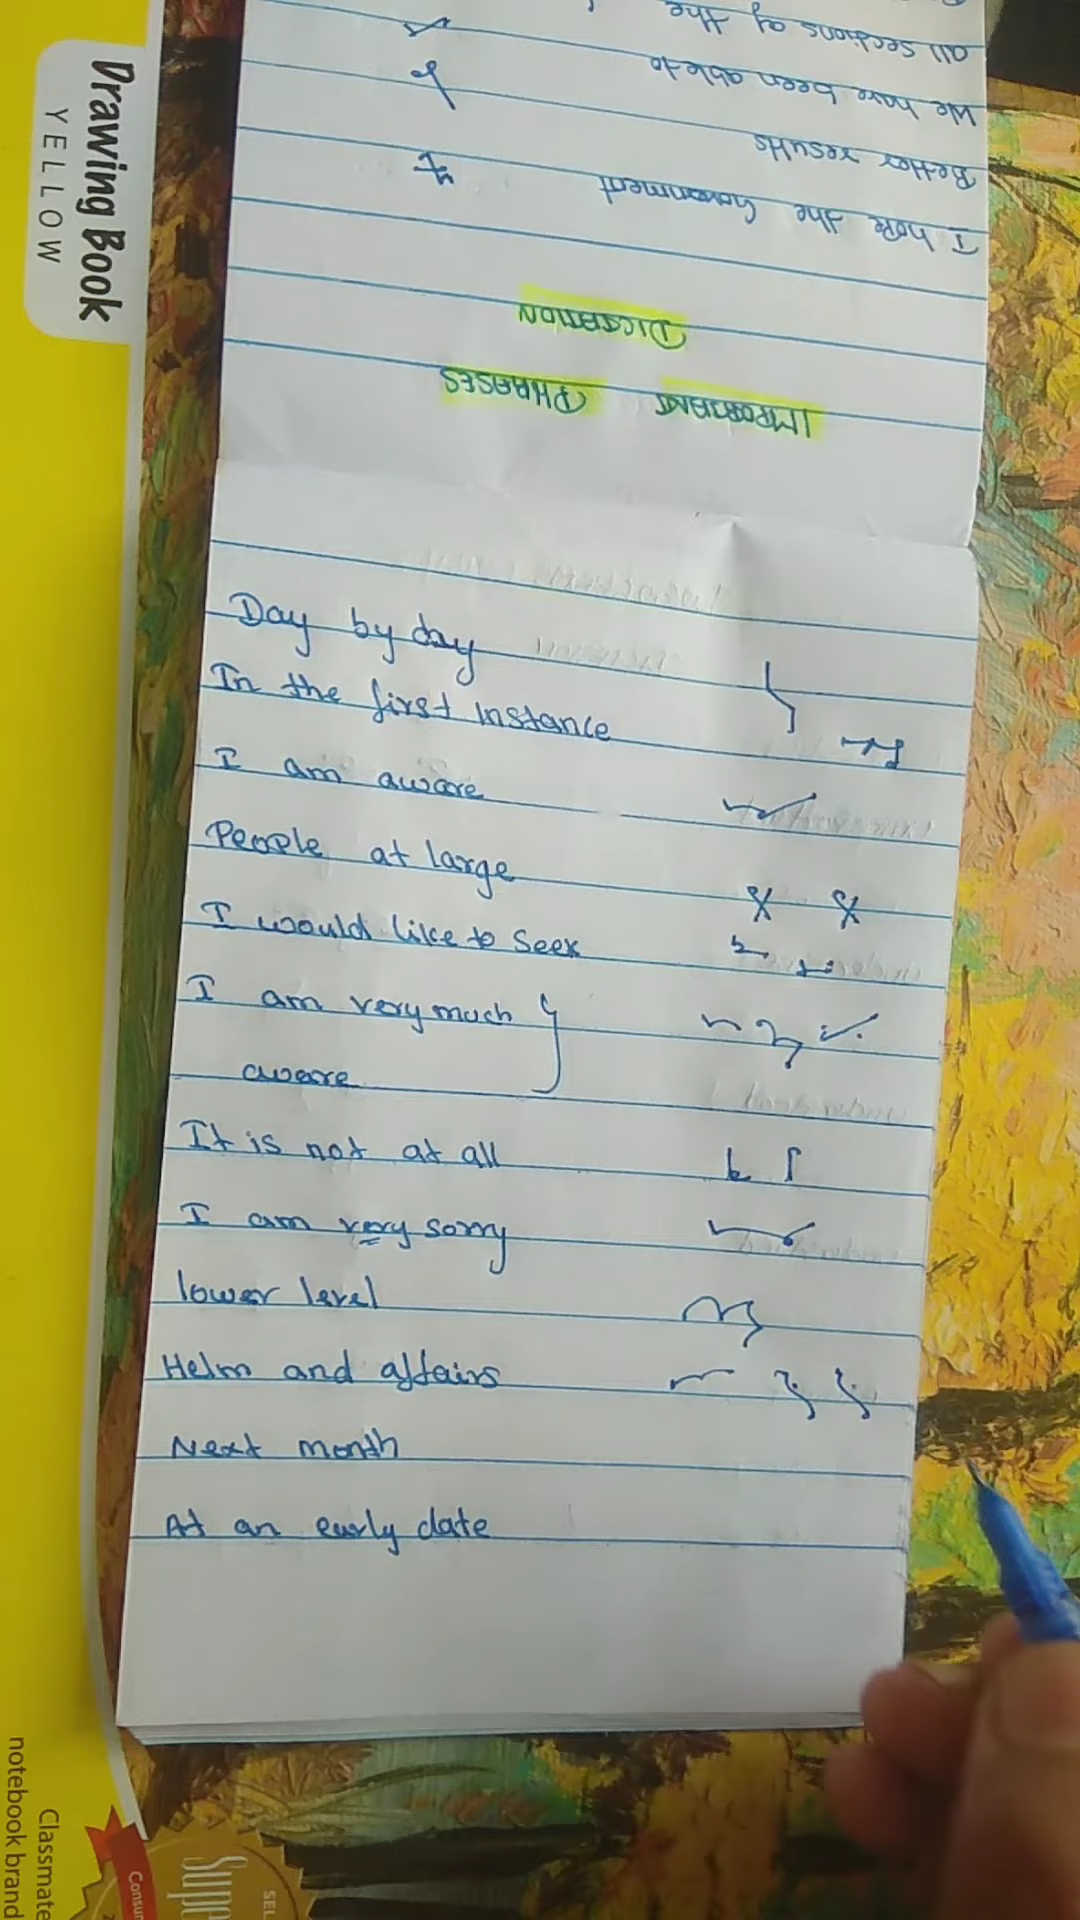 Drawing Book
YELLOW
all sections of the
We have been able to
Better results
I hope the Government
DICTATION
IMPORTANT PHRASES
Day by day
In the first instance
I am aware
People at large
I would like to seek
I am very much
aware
It is not at all
I am very sorry
lower level
Helm and affairs
Next month
At an early date
Classmate
notebook brand
Consum
Supe
SEL